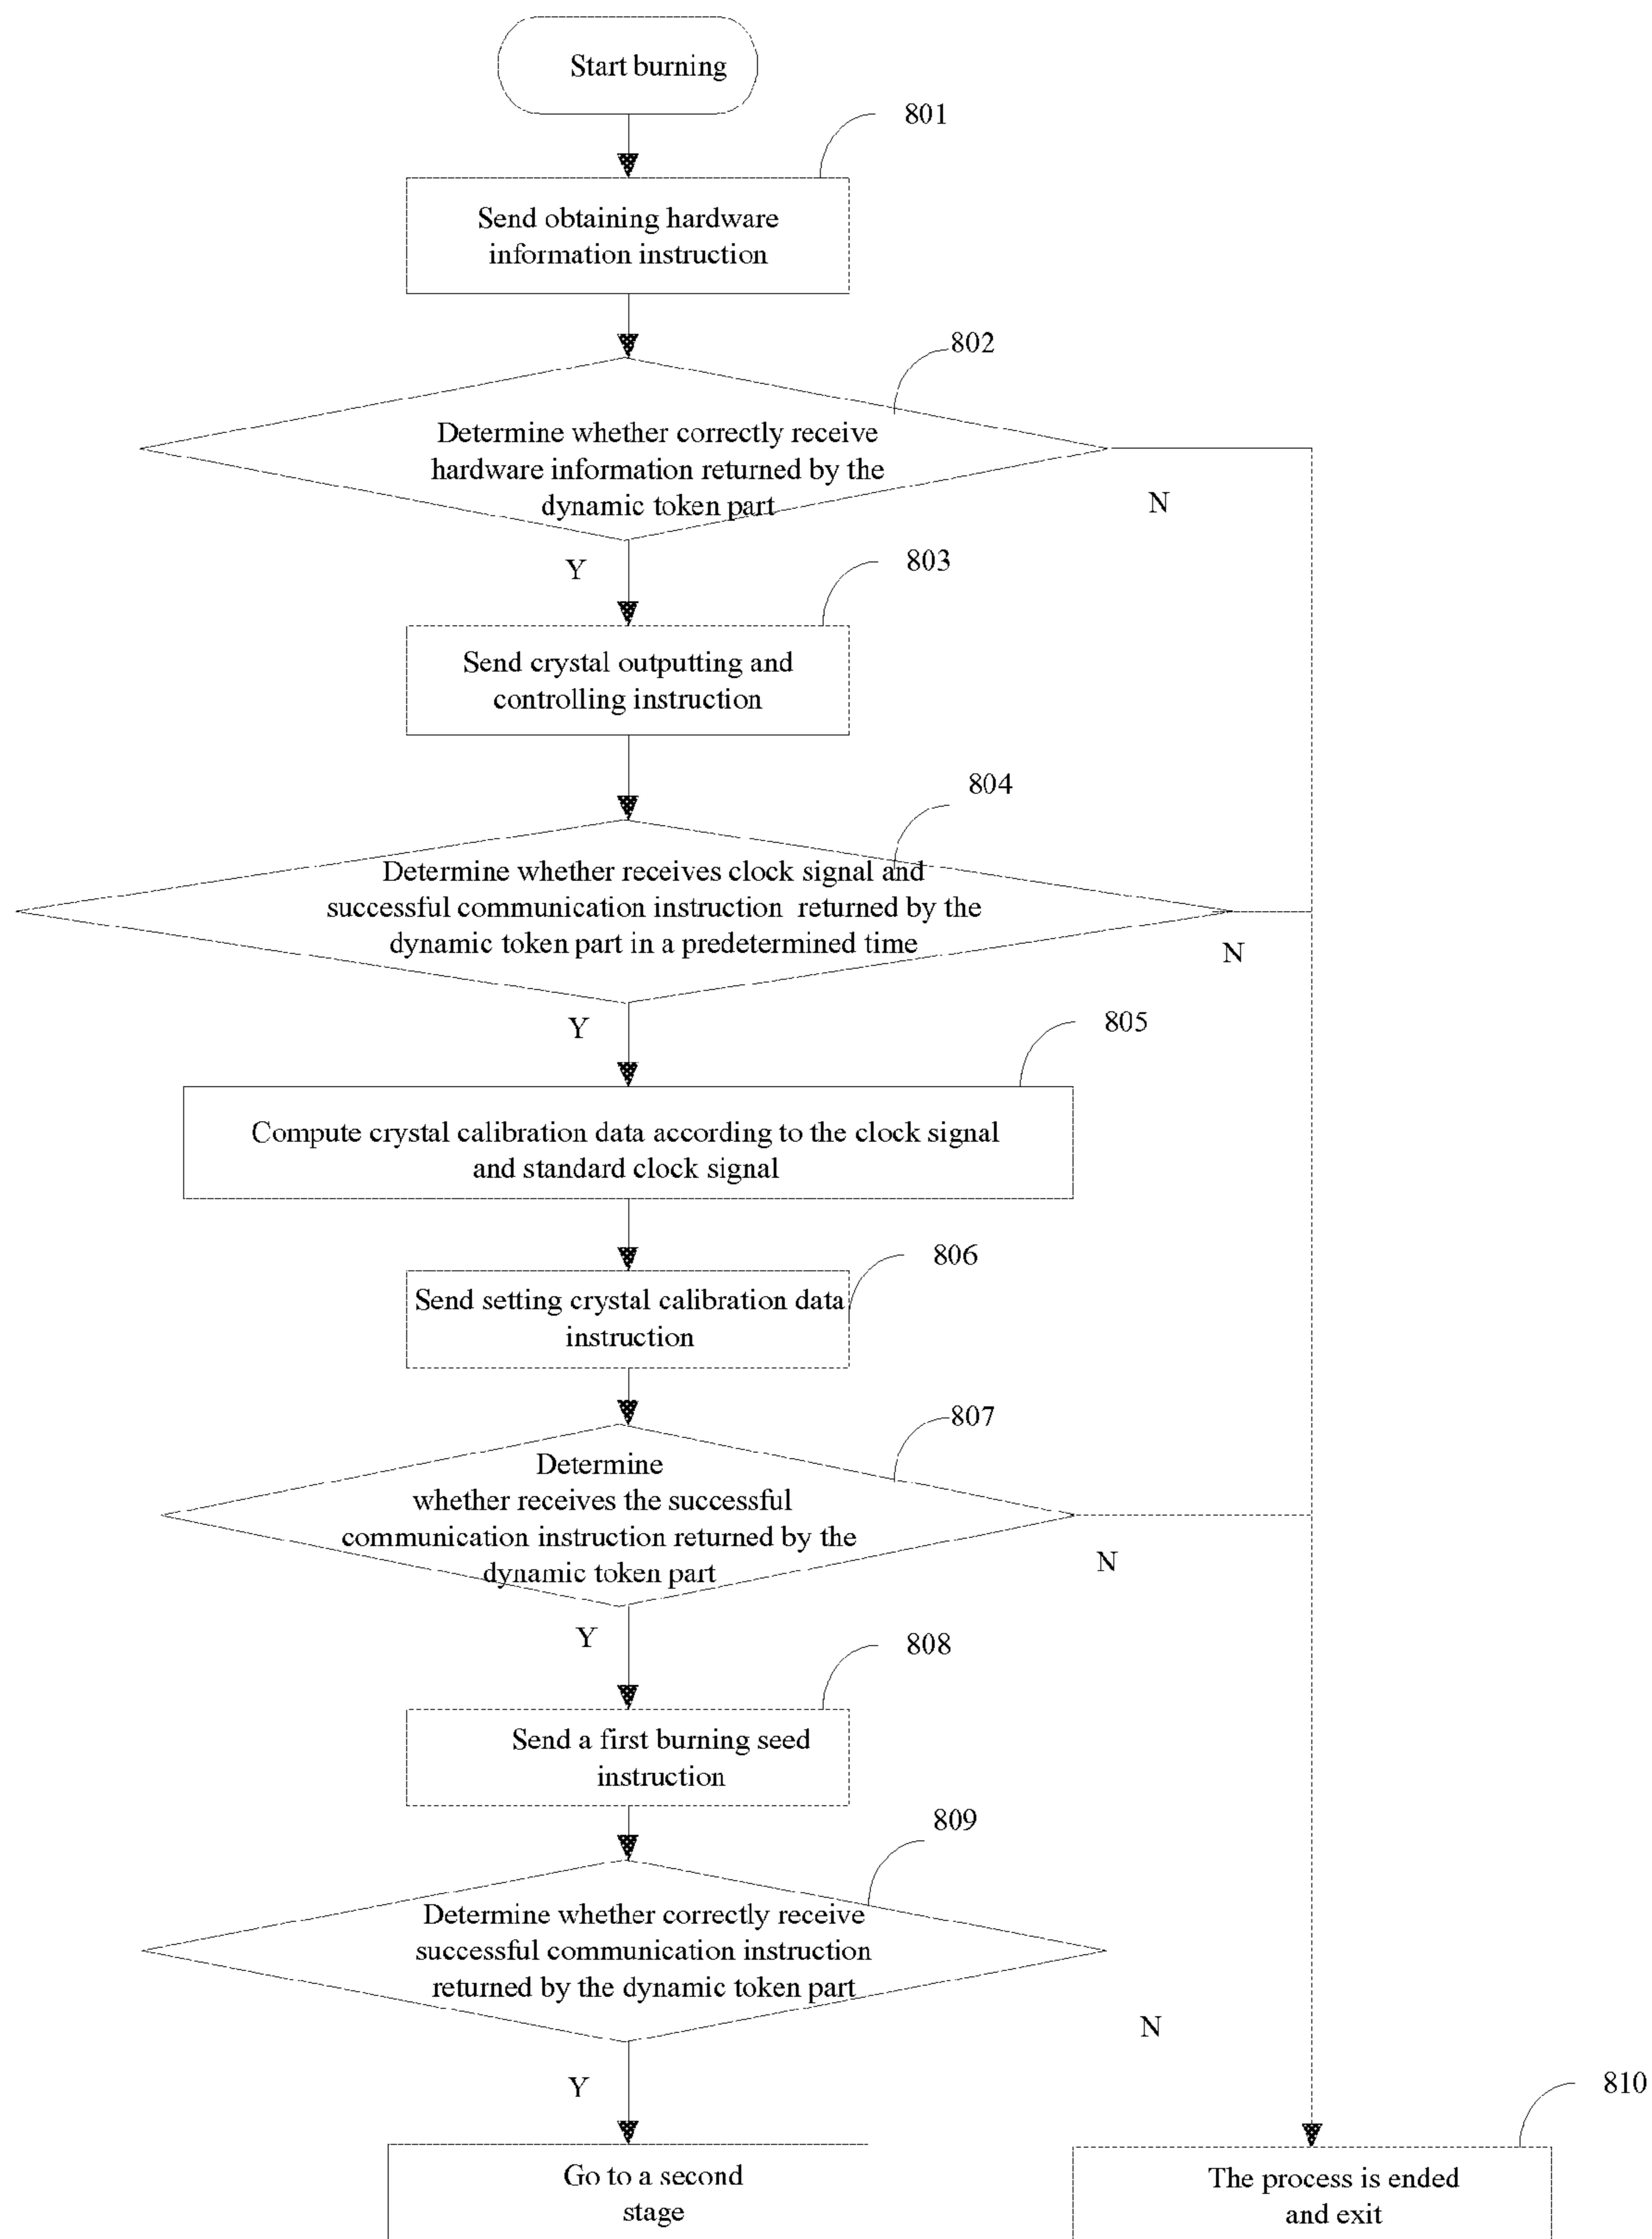 Start burning
801
Send obtaining hardware
information instruction
802
Determine whether correctly receive
hardware information returned by the
dynamic token part
N
Y
803
Send crystal outputting and
controlling instruction
804
Determine whether receives clock signal and
successful communication instruction returned by the
dynamic token part in a predetermined time
N
Y
805
Compute crystal calibration data according to the clock signal
and standard clock signal
806
Send setting crystal calibration data
instruction
807
Determine
whether receives the successful
communication instruction returned by the
dynamic token part
N
Y
808
Send a first burning seed
instruction
809
Determine whether correctly receive
successful communication instruction
returned by the dynamic token part
N
Y
810
Go to a second
stage
The process is ended
and exit